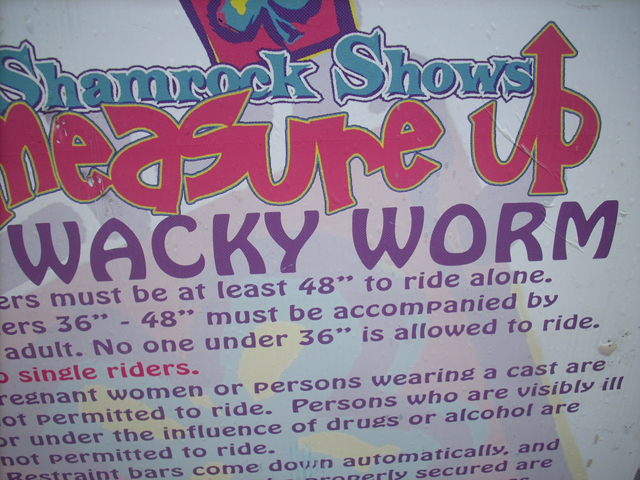 Shamrock Shows
measure up
WACKY WORM
ers must be at least 48" to ride alone.
ers 36" - 48" must be accompanied by
adult. No one under 36" is allowed to ride.
o single riders.
regnant women or persons wearing a cast are
ot permitted to ride. Persons who are visibly ill
or under the influence of drugs or alcohol are
not permitted to ride.
Restraint bars come down automatically, and
properly secured are